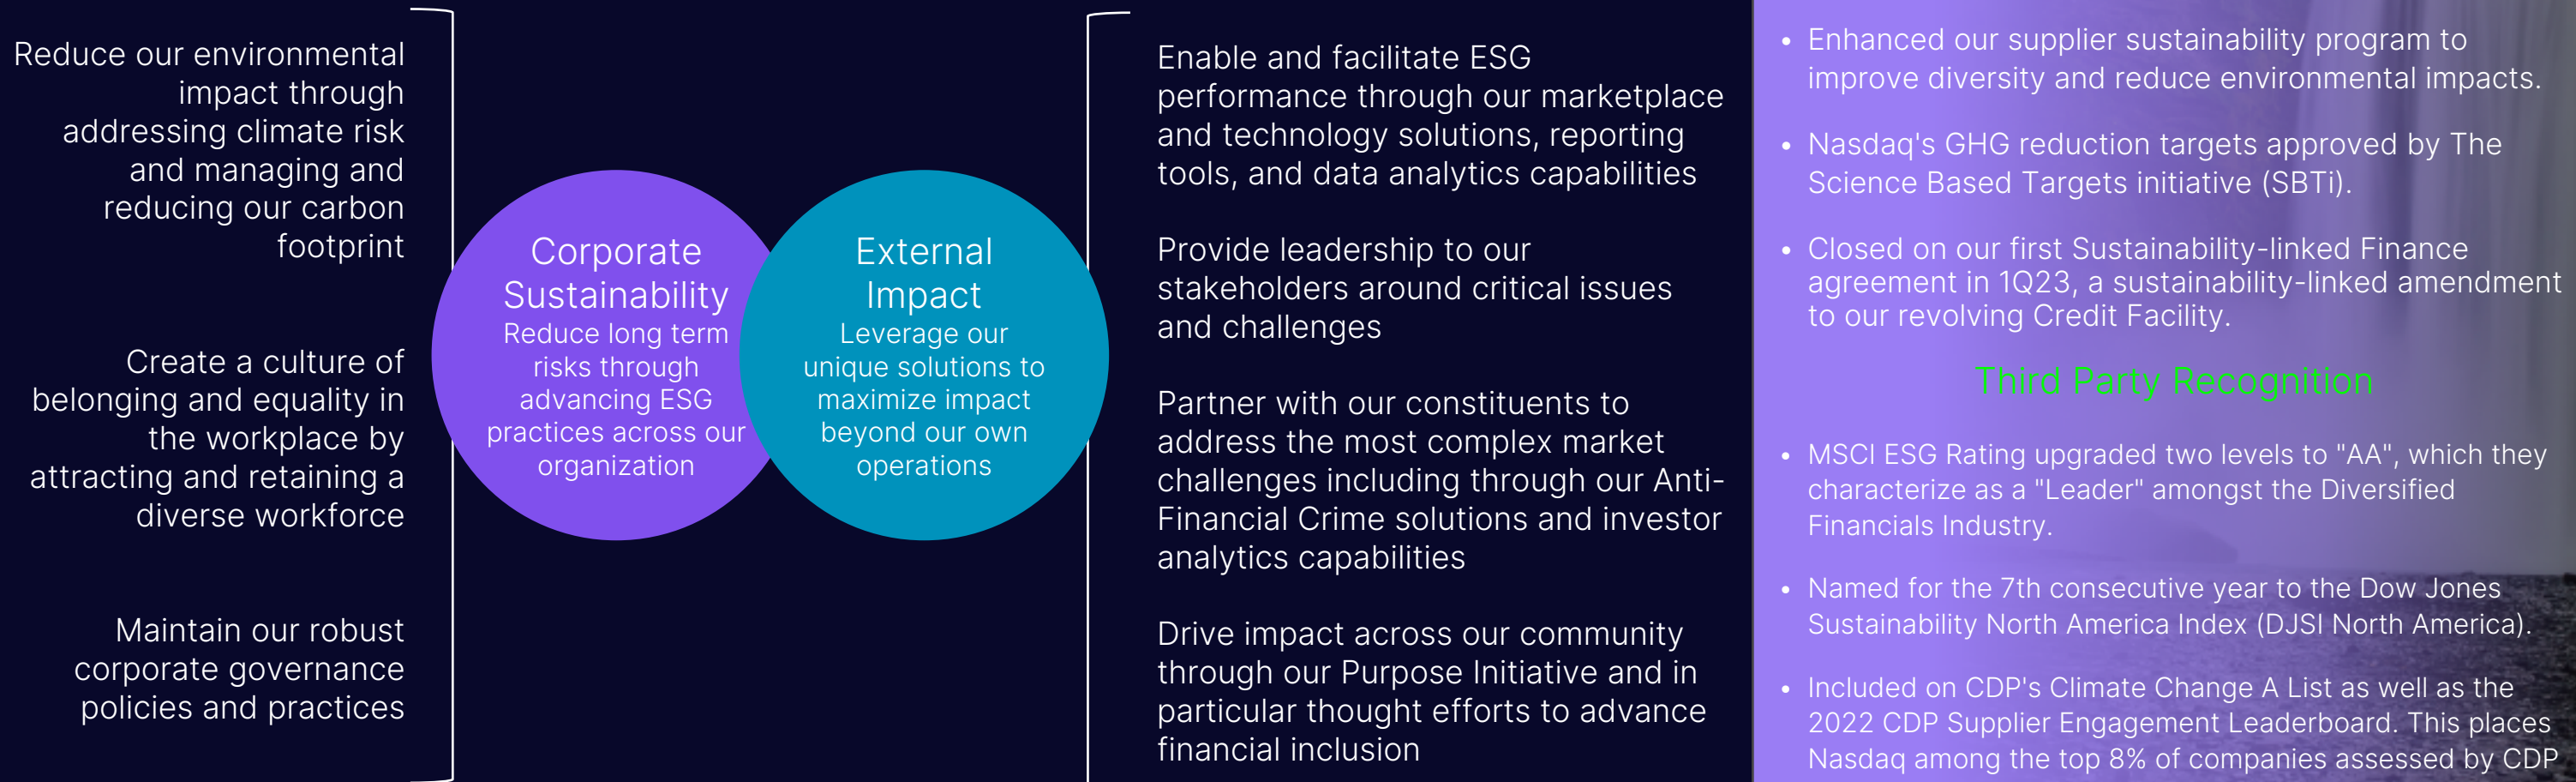 Reduce our environmental
impact through
addressing climate risk
and managing and
reducing our carbon
footprint
Create a culture of
belonging and equality in
the workplace by
attracting and retaining a
diverse workforce
Maintain our robust
corporate governance
policies and practices
Corporate
Sustainability
Reduce long term
risks through
advancing ESG
practices across our
organization
External
Impact
Leverage our
unique solutions to
maximize impact
beyond our own
operations
Enable and facilitate ESG
performance through our marketplace
and technology solutions, reporting
tools, and data analytics capabilities
Provide leadership to our
stakeholders around critical issues
and challenges
Partner with our constituents to
address the most complex market
challenges including through our Anti-
Financial Crime solutions and investor
analytics capabilities
Drive impact across our community
through our Purpose Initiative and in
particular thought efforts to advance
financial inclusion
• Enhanced our supplier sustainability program to
improve diversity and reduce environmental impacts.
• Nasdaq's GHG reduction targets approved by The
Science Based Targets initiative (SBTi).
• Closed on our first Sustainability-linked Finance
agreement in 1Q23, a sustainability-linked amendment
to our revolving Credit Facility.
Third Party Recognition
• MSCI ESG Rating upgraded two levels to "AA", which they
characterize as a "Leader" amongst the Diversified
Financials Industry.
• Named for the 7th consecutive year to the Dow Jones
Sustainability North America Index (DJSI North America).
• Included on CDP's Climate Change A List as well as the
2022 CDP Supplier Engagement Leaderboard. This places
Nasdaq among the top 8% of companies assessed by CDP